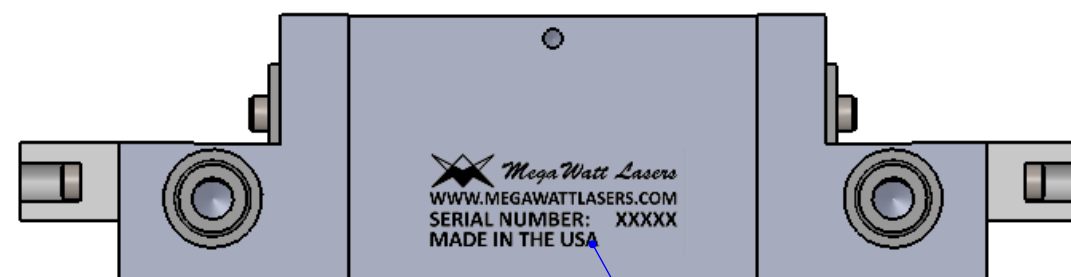 MegaWatt Lasers
WWW.MEGAWATTLASERS.COM
SERIAL NUMBER: XXXXX
MADE IN THE USA